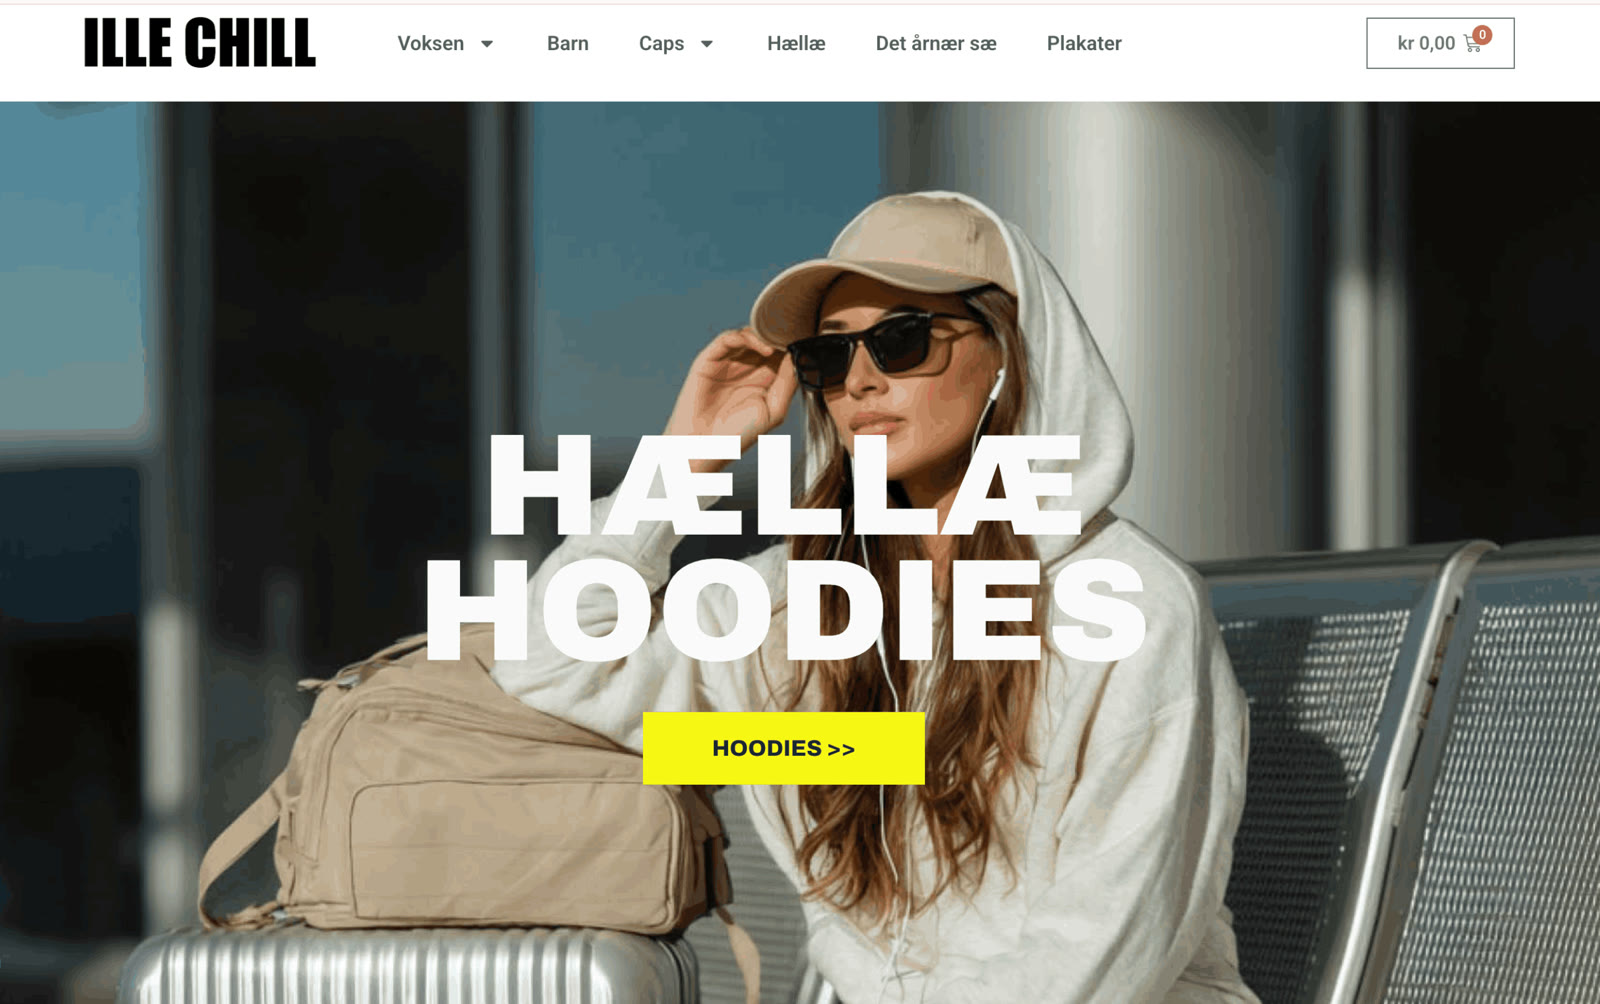 ILLE CHILL
Voksen
Barn
Caps
Hællæ
Det årnær sæ
Plakater
kr 0,00
0
HÆLLÆ
HOODIES
HOODIES >>